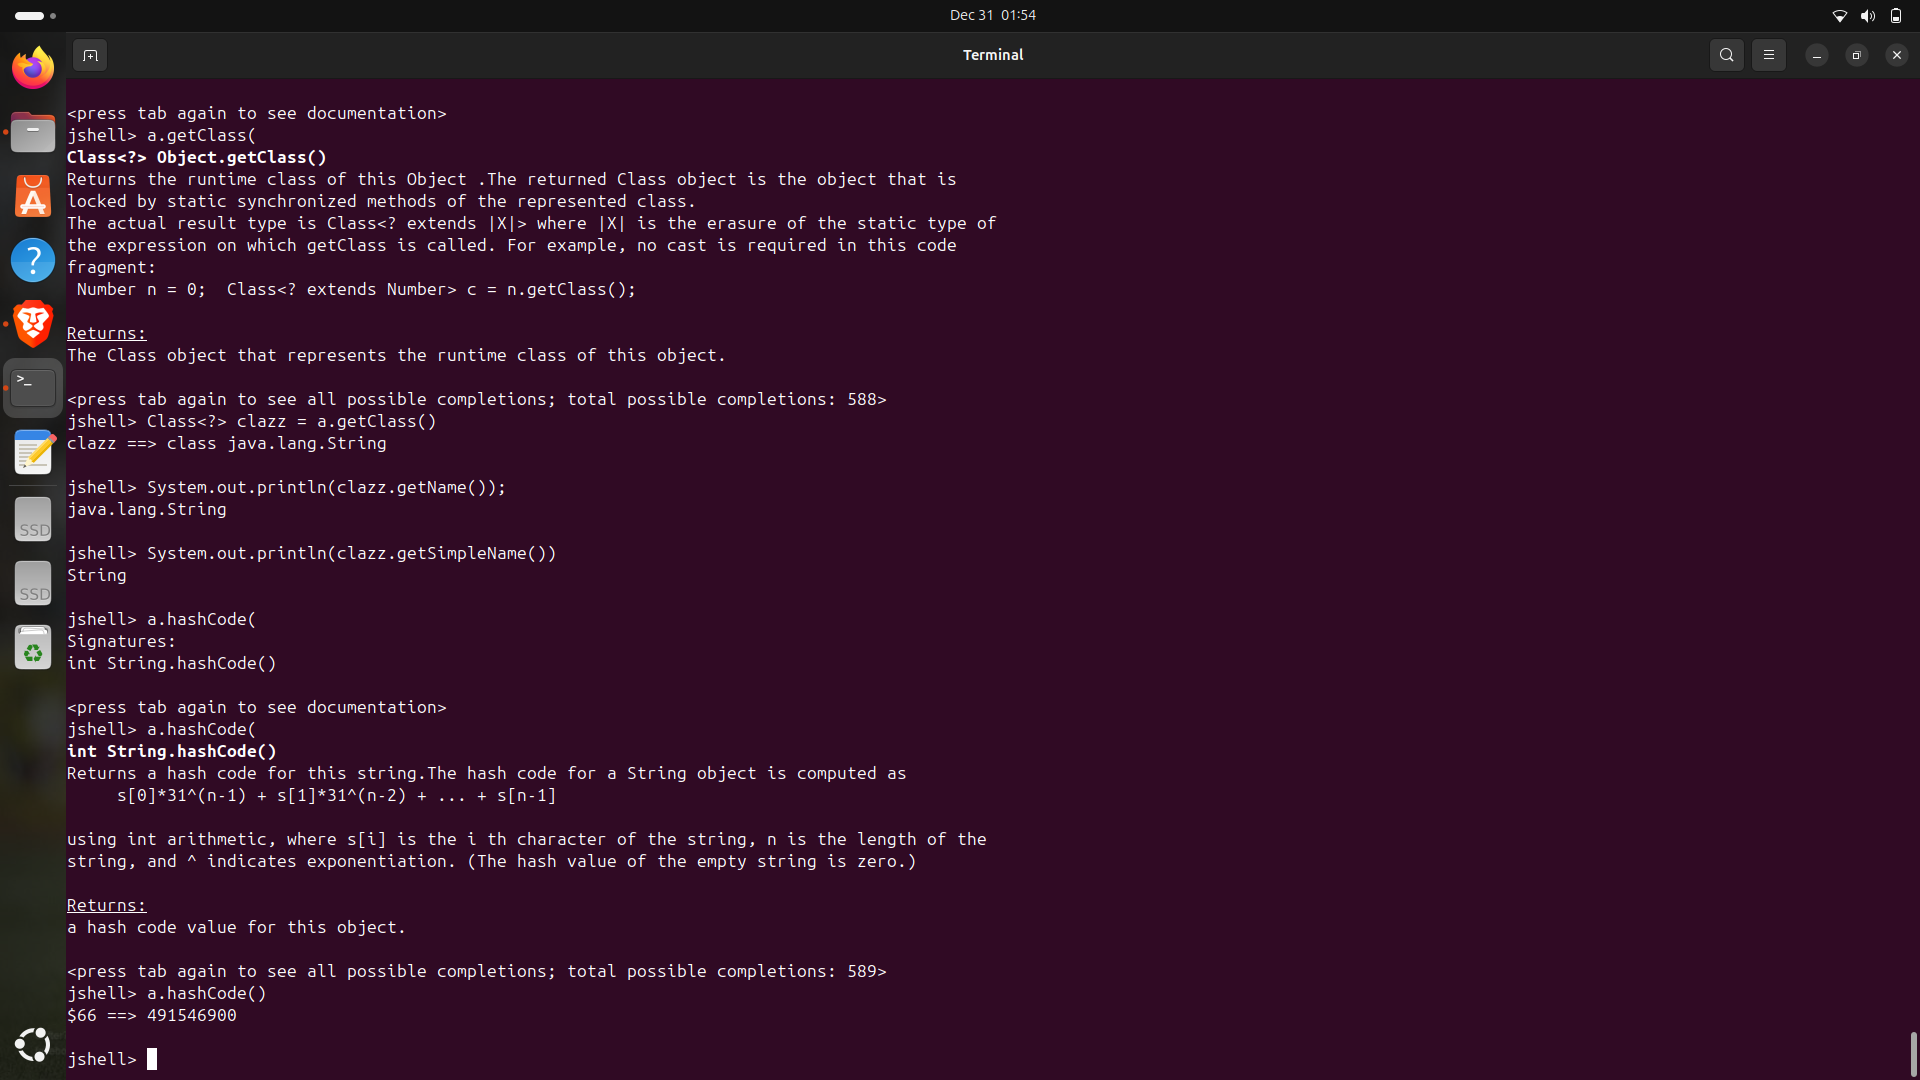 Dec 31 01:54
Terminal
<press tab again to see documentation>
jshell> a.getClass(
Class<?> Object.getClass()
Returns the runtime class of this Object .The returned Class object is the object that is
locked by static synchronized methods of the represented class.
The actual result type is Class<? extends |X|> where |X| is the erasure of the static type of
the expression on which getClass is called. For example, no cast is required in this code
fragment:
 Number n = 0;  Class<? extends Number> c = n.getClass();
Returns:
The Class object that represents the runtime class of this object.
<press tab again to see all possible completions; total possible completions: 588>
jshell> Class<?> clazz = a.getClass()
clazz ==> class java.lang.String
jshell> System.out.println(clazz.getName());
java.lang.String
jshell> System.out.println(clazz.getSimpleName())
String
jshell> a.hashCode(
Signatures:
int String.hashCode()
<press tab again to see documentation>
jshell> a.hashCode(
int String.hashCode()
Returns a hash code for this string.The hash code for a String object is computed as
     s[0]*31^(n-1) + s[1]*31^(n-2) + ... + s[n-1]
using int arithmetic, where s[i] is the i th character of the string, n is the length of the
string, and ^ indicates exponentiation. (The hash value of the empty string is zero.)
Returns:
a hash code value for this object.
<press tab again to see all possible completions; total possible completions: 589>
jshell> a.hashCode()
$66 ==> 491546900
jshell>
?
>_
SSD
SSD